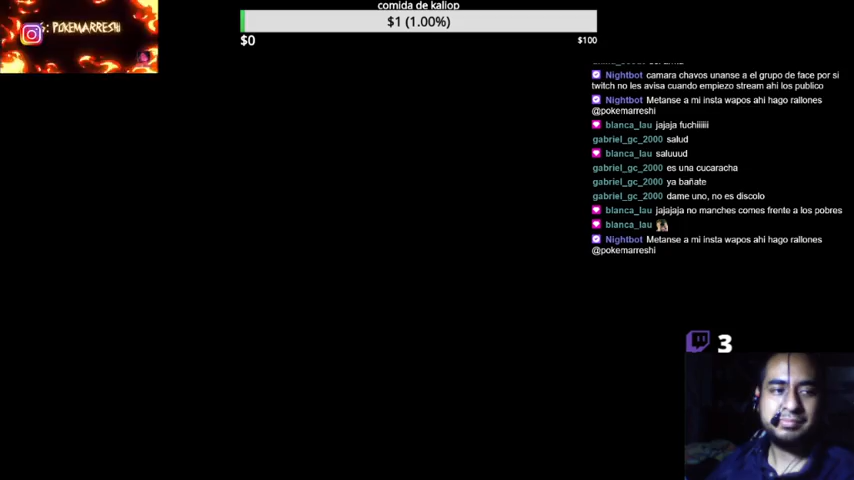 s: POKEMARRESHI
comida de kaliop
$1 (1.00%)
$0
$100
Nightbot camara chavos unanse a el grupo de face por si
twitch no les avisa cuando empiezo stream ahi los publico
Nightbot Metanse a mi insta wapos ahi hago rallones
@pokemarreshi
blanca_lau jajaja fuchiiiiii
gabriel_gc_2000 salud
blanca_lau saluuud
gabriel_gc_2000 es una cucaracha
gabriel_gc_2000 ya bañate
gabriel_gc_2000 dame uno, no es discolo
blanca_lau jajajaja no manches comes frente a los pobres
blanca_lau
Nightbot Metanse a mi insta wapos ahi hago rallones
@pokemarreshi
3